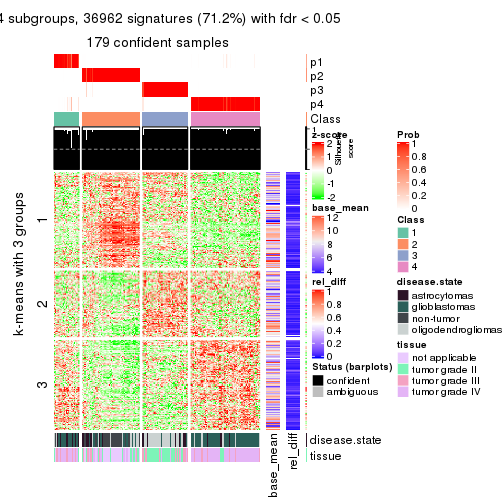 4 subgroups, 36962 signatures (71.2%) with fdr < 0.05
179 confident samples
p1
p2
p3
p4
Class
1
Silhouette score
k-means with 3 groups
1
2
3
disease.state
tissue
base_mean
rel_diff
z-score
2
1
0
-1
-2
base_mean
12
10
8
6
4
rel_diff
1
0.8
0.6
0.4
0.2
0
Status (barplots)
confident
ambiguous
Prob
1
0.8
0.6
0.4
0.2
0
Class
1
2
3
4
disease.state
astrocytomas
glioblastomas
non-tumor
oligodendrogliomas
tissue
not applicable
tumor grade II
tumor grade III
tumor grade IV